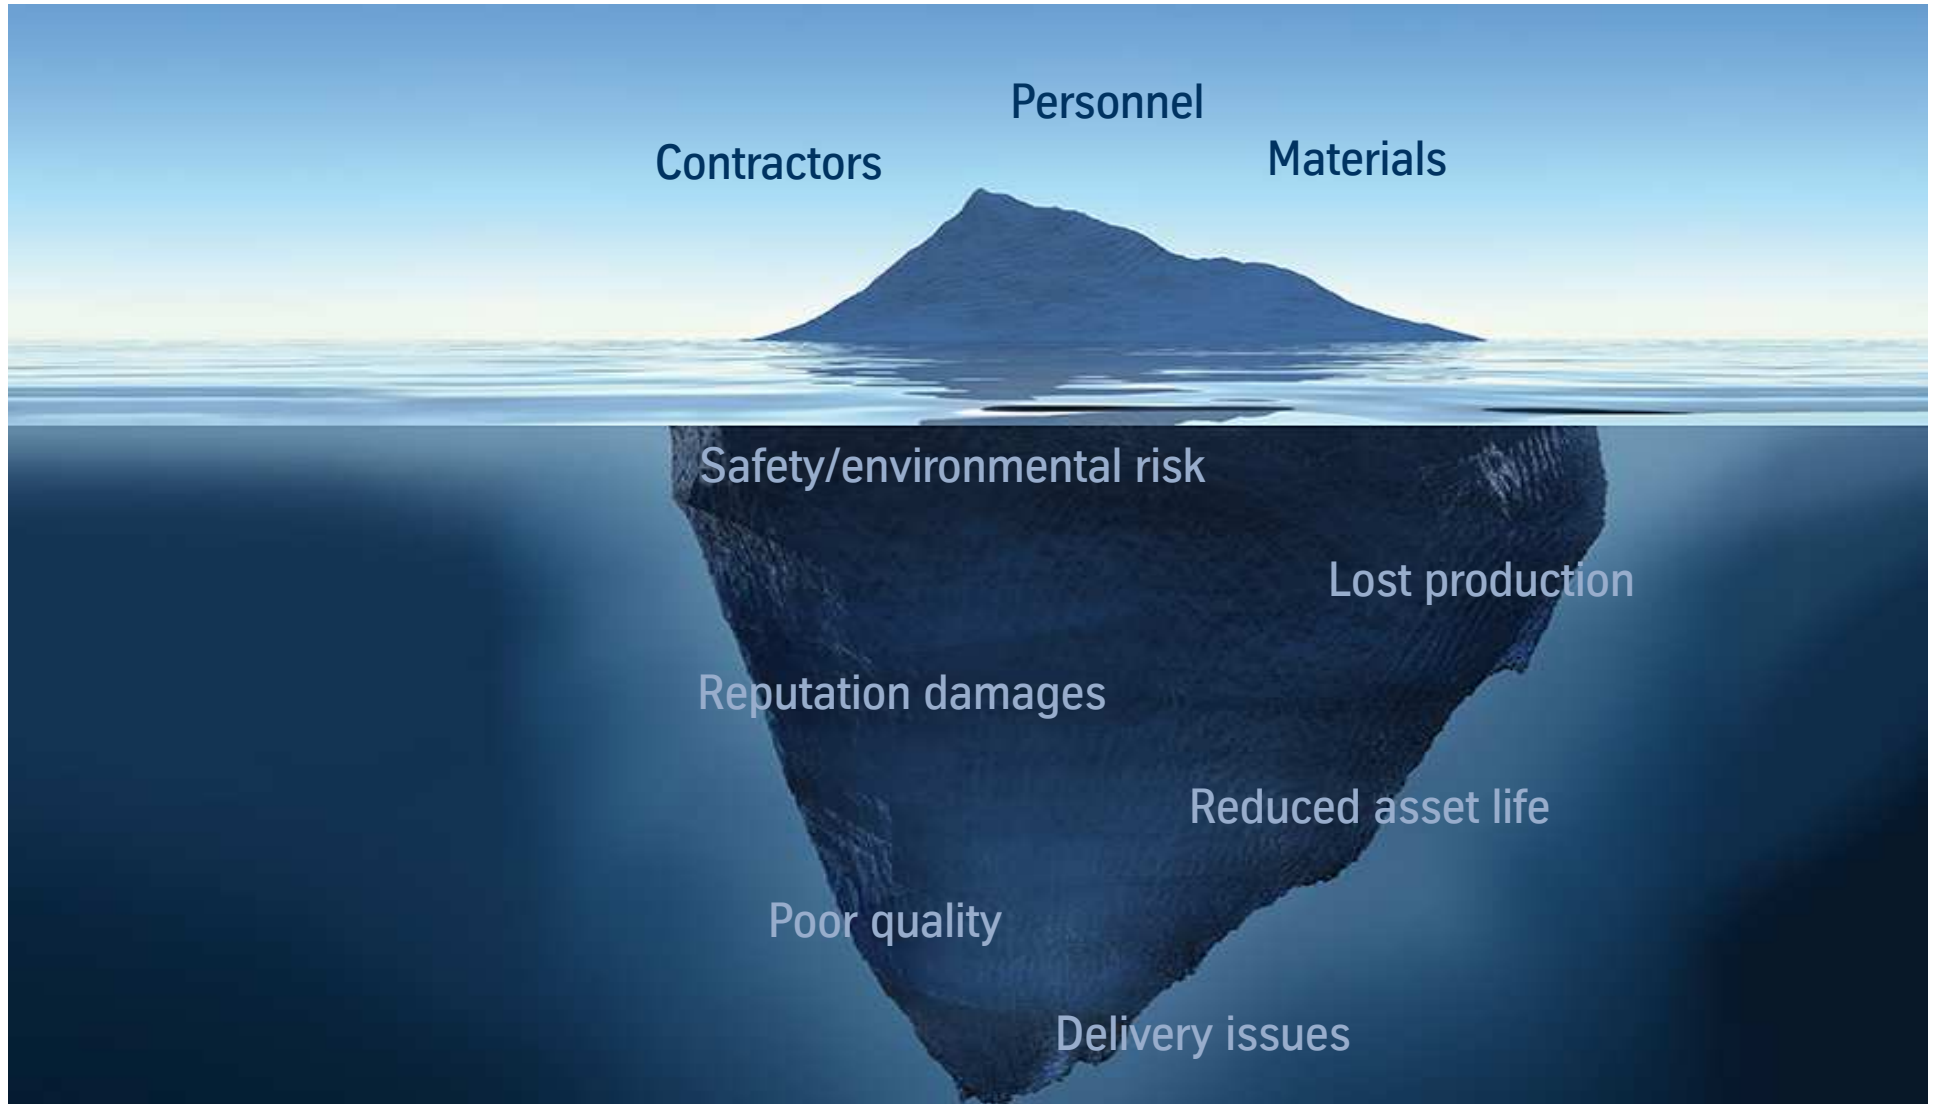 Personnel
Contractors
Materials
Safety/environmental risk
Lost production
Reputation damages
Reduced asset life
Poor quality
Delivery issues